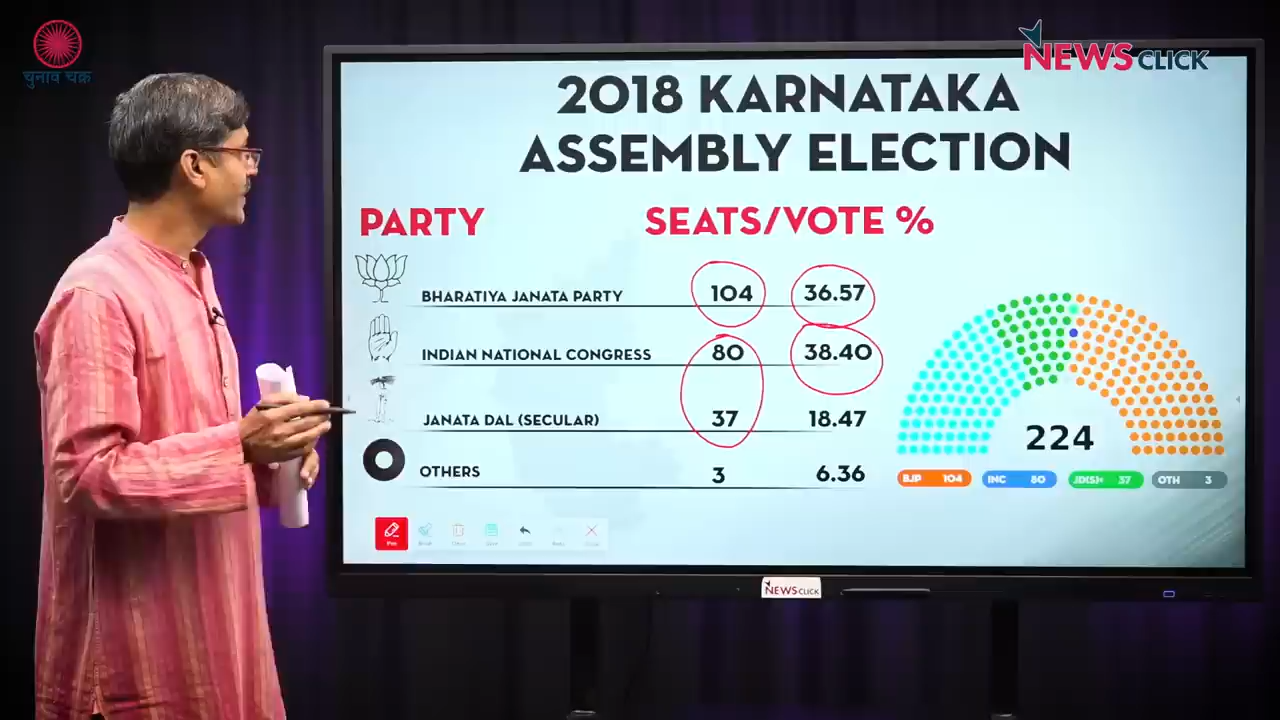 चुनाव चक्र
NEWSCLICK
2018 KARNATAKA
ASSEMBLY ELECTION
PARTY SEATS/VOTE %
BHARATIYA JANATA PARTY 104 36.57
INDIAN NATIONAL CONGRESS 80 38.40
JANATA DAL (SECULAR) 37 18.47
OTHERS 3 6.36
224
BJP 104 INC 80 JD(S)+ 37 OTH 3
Pen
NEWSCLICK